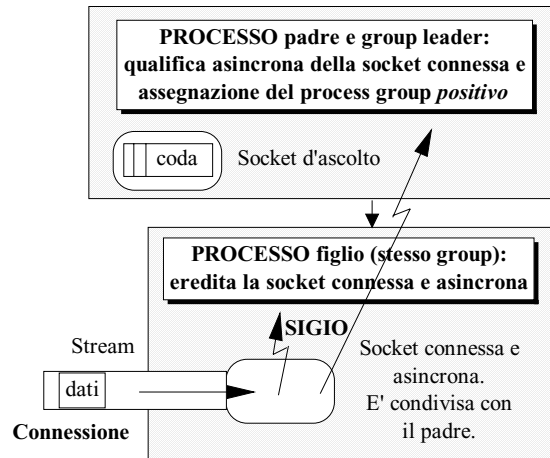 PROCESSO padre e group leader:
qualifica asincrona della socket connessa e
assegnazione del process group positivo
coda
Socket d'ascolto
PROCESSO figlio (stesso group):
eredita la socket connessa e asincrona
SIGIO
Stream
dati
Connessione
Socket connessa e
asincrona.
E' condivisa con
il padre.